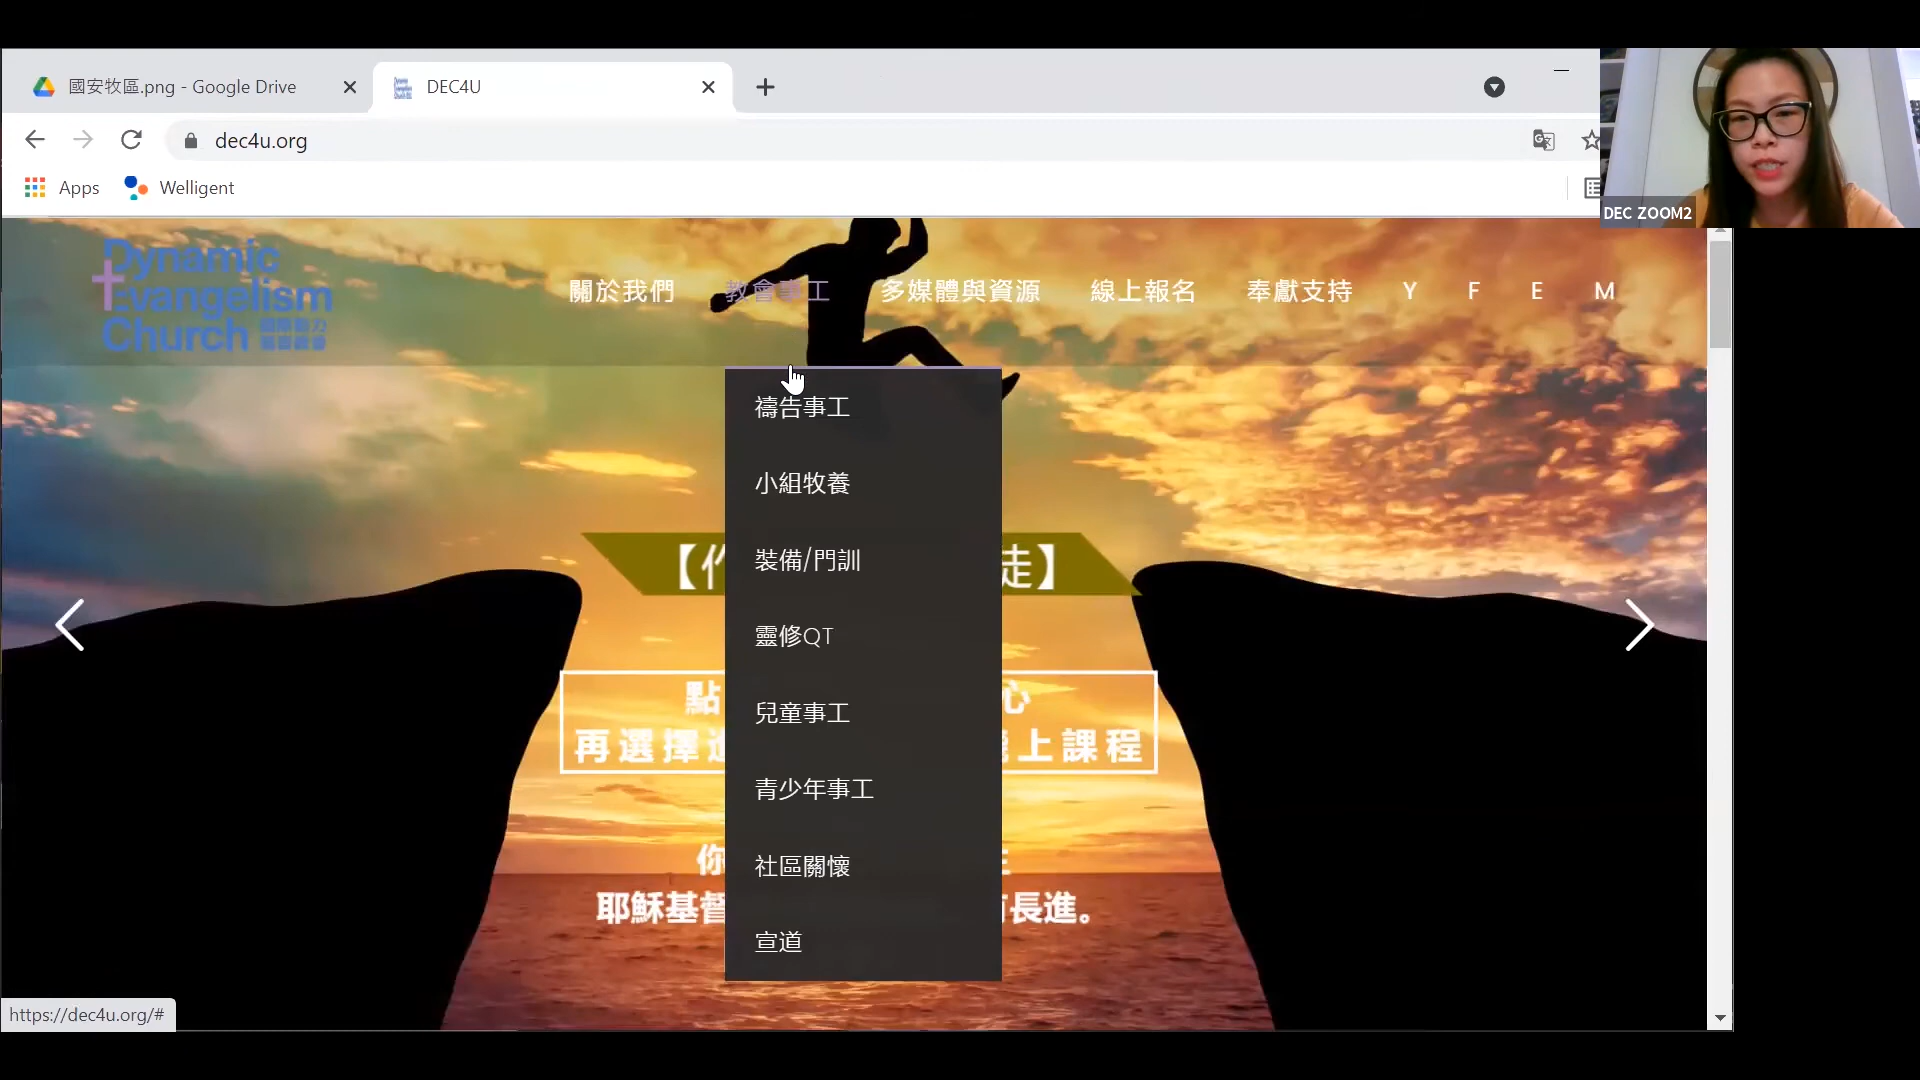 國安牧區.png - Google Drive
DEC4U
dec4u.org
Apps
Welligent
DEC ZOOM2
Dynamic
Evangelism
Church
關於我們 教會事工 多媒體與資源 線上報名 奉獻支持 Y F E M
禱告事工
小組牧養
裝備/門訓
靈修QT
兒童事工
青少年事工
社區關懷
宣道
【作 徒】
點 心
再選擇進 上課程
你
耶穌基督 長進。
https://dec4u.org/#